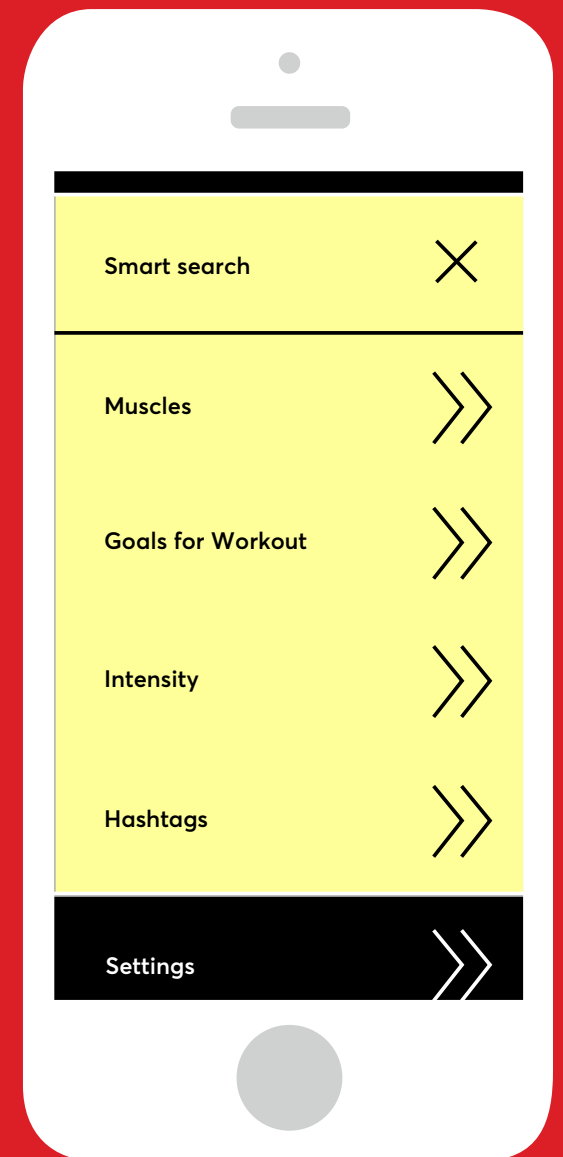 Smart search
Muscles
Goals for Workout
Intensity
Hashtags
Settings